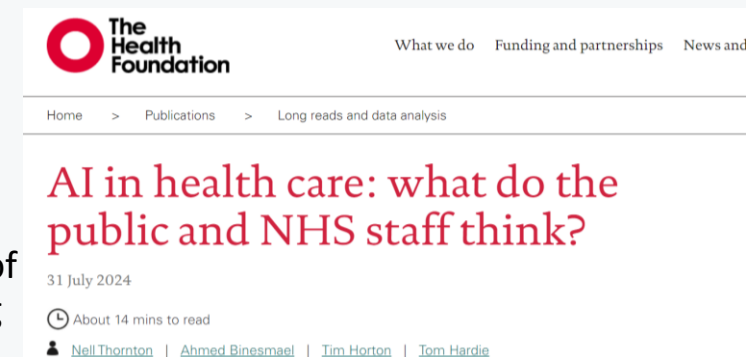 The
Health
Foundation
What we do Funding and partnerships News and
Home > Publications > Long reads and data analysis
AI in health care: what do the
public and NHS staff think?
of
31 July 2024
About 14 mins to read
Nell Thornton | Ahmed Binesmael | Tim Horton | Tom Hardie